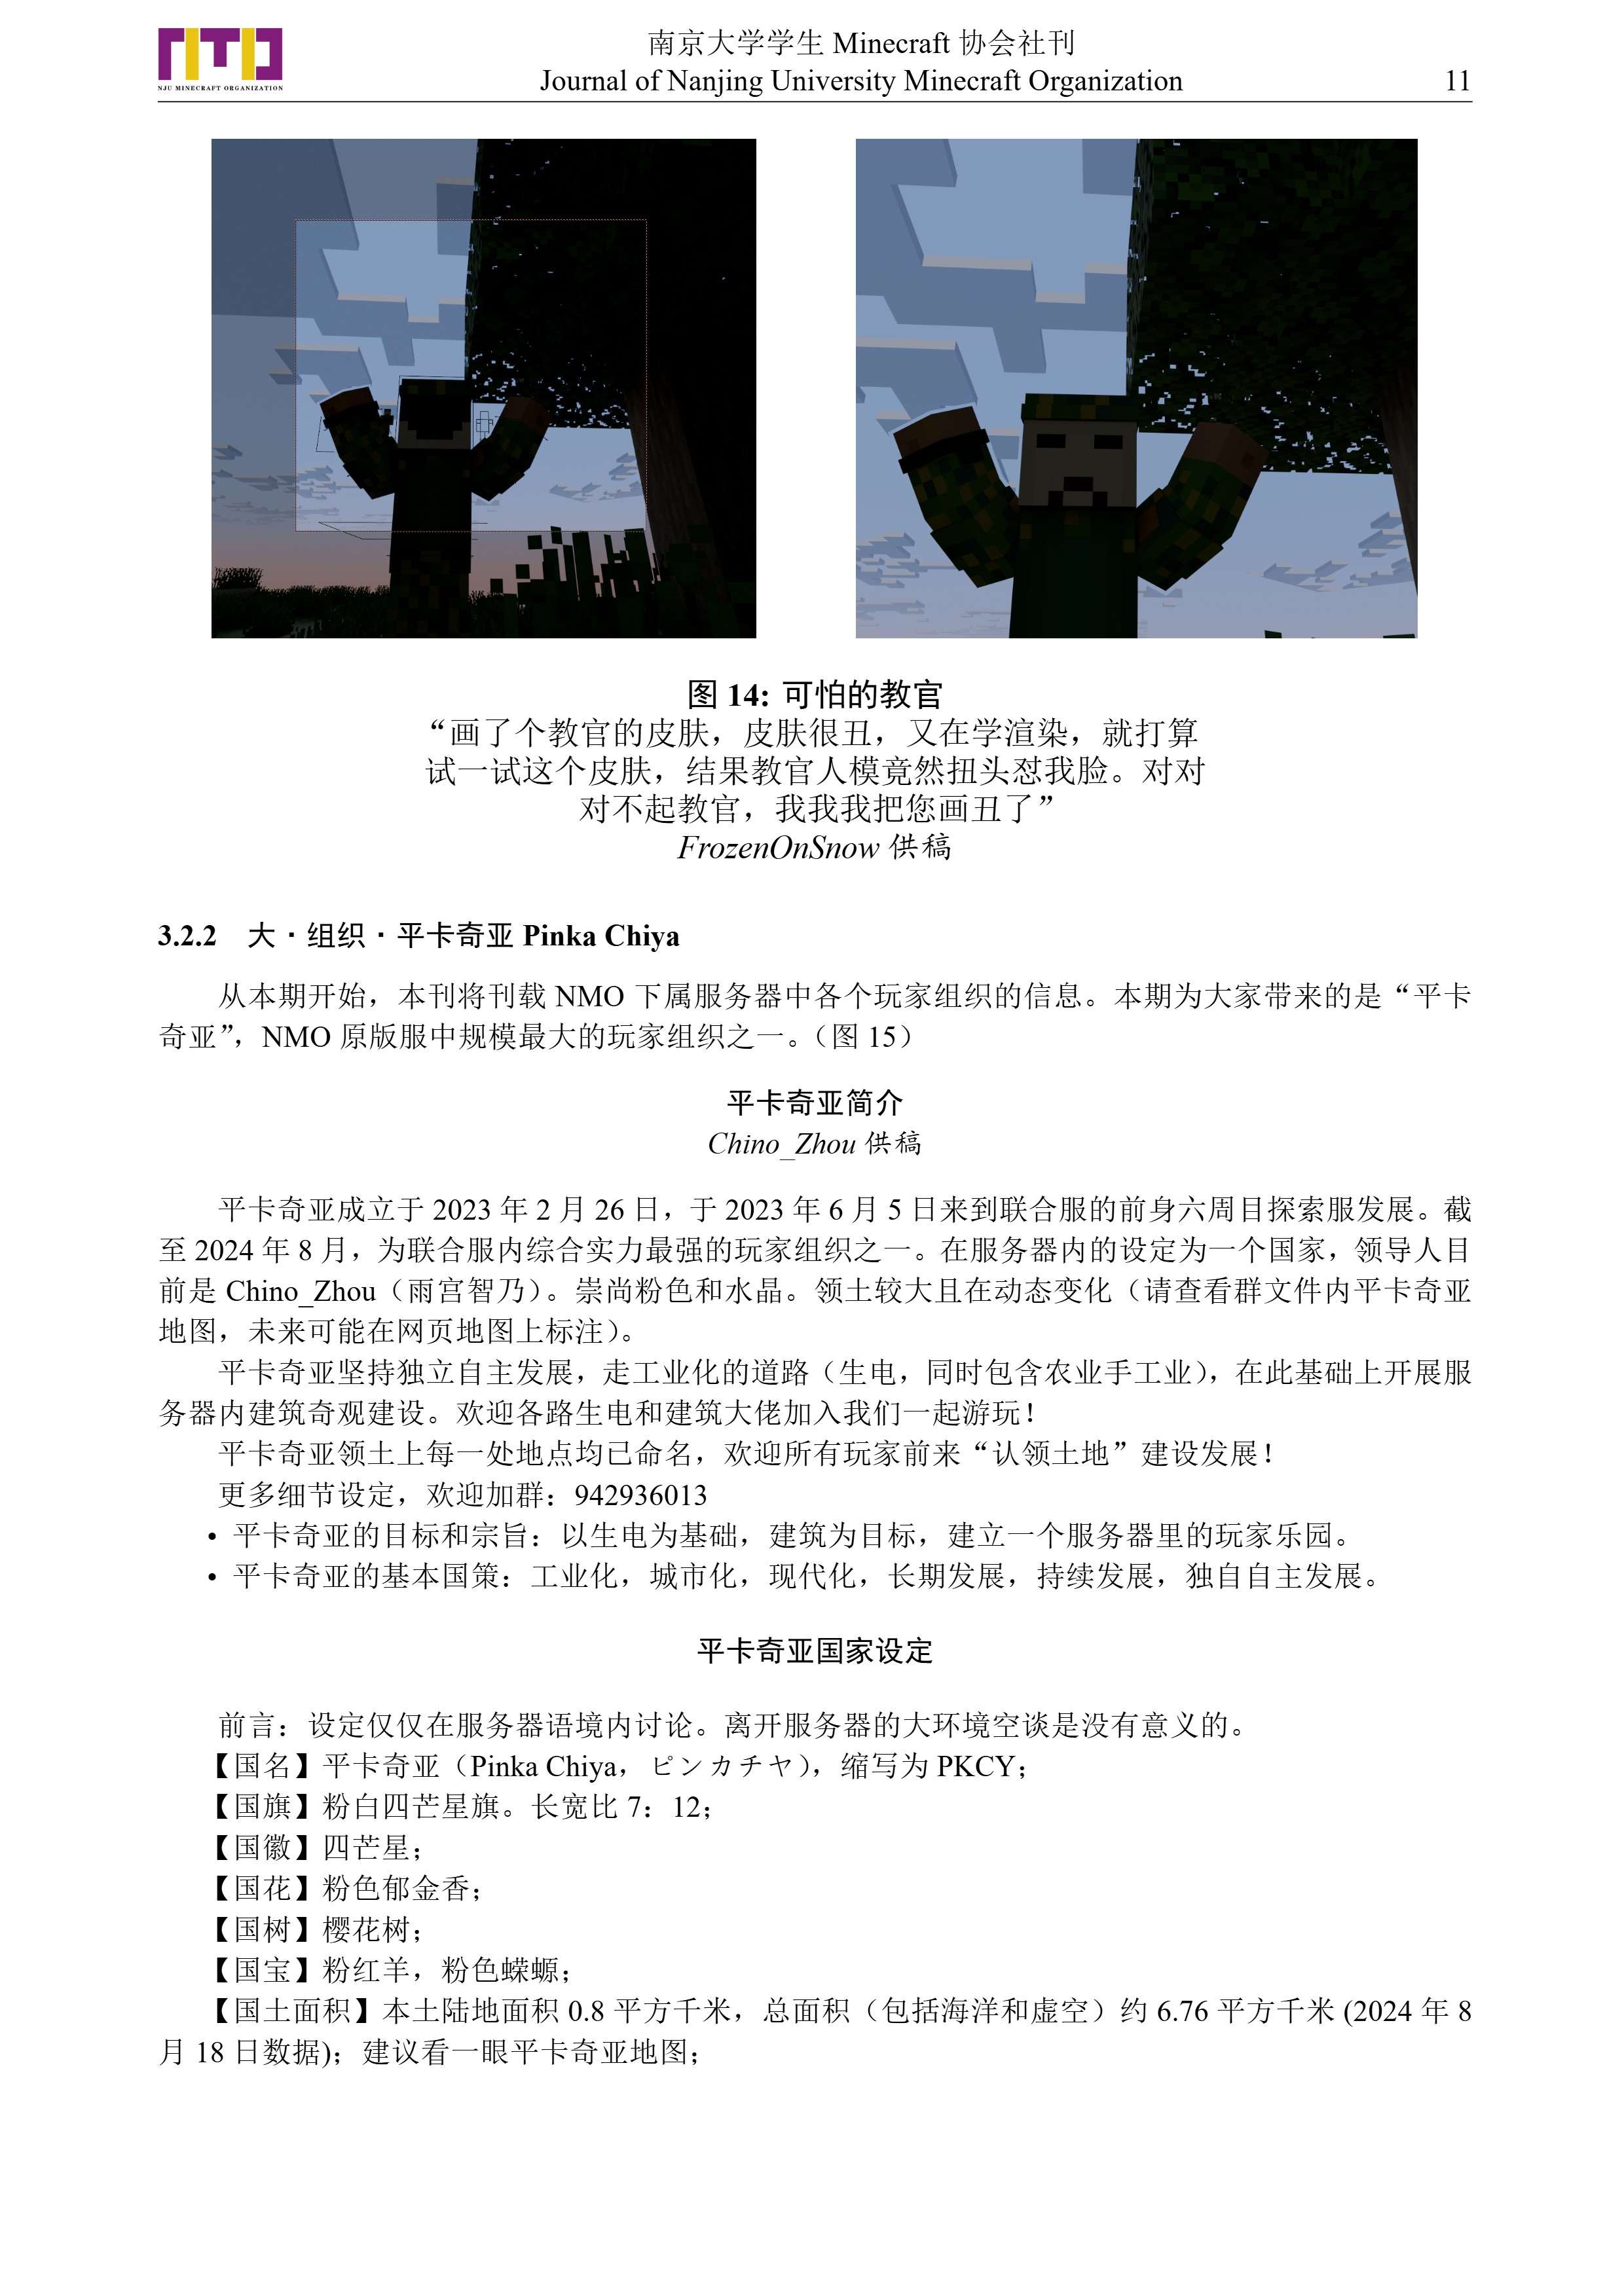 NJU MINECRAFT ORGANIZATION
南京大学学生 Minecraft 协会社刊
Journal of Nanjing University Minecraft Organization
11
图 14: 可怕的教官
“画了个教官的皮肤，皮肤很丑，又在学渲染，就打算
试一试这个皮肤，结果教官人模竟然扭头怼我脸。对对
对不起教官，我我我把您画丑了”
FrozenOnSnow 供稿
3.2.2 大·组织·平卡奇亚 Pinka Chiya
从本期开始，本刊将刊载 NMO 下属服务器中各个玩家组织的信息。本期为大家带来的是“平卡
奇亚”，NMO 原版服中规模最大的玩家组织之一。（图 15）
平卡奇亚简介
Chino_Zhou 供稿
平卡奇亚成立于 2023 年 2 月 26 日，于 2023 年 6 月 5 日来到联合服的前身六周目探索服发展。截
至 2024 年 8 月，为联合服内综合实力最强的玩家组织之一。在服务器内的设定为一个国家，领导人目
前是 Chino_Zhou（雨宫智乃）。崇尚粉色和水晶。领土较大且在动态变化（请查看群文件内平卡奇亚
地图，未来可能在网页地图上标注）。
平卡奇亚坚持独立自主发展，走工业化的道路（生电，同时包含农业手工业），在此基础上开展服
务器内建筑奇观建设。欢迎各路生电和建筑大佬加入我们一起游玩！
平卡奇亚领土上每一处地点均已命名，欢迎所有玩家前来“认领土地”建设发展！
更多细节设定，欢迎加群：942936013
• 平卡奇亚的目标和宗旨：以生电为基础，建筑为目标，建立一个服务器里的玩家乐园。
• 平卡奇亚的基本国策：工业化，城市化，现代化，长期发展，持续发展，独自自主发展。
平卡奇亚国家设定
前言：设定仅仅在服务器语境内讨论。离开服务器的大环境空谈是没有意义的。
【国名】平卡奇亚（Pinka Chiya，ピンカチヤ），缩写为 PKCY；
【国旗】粉白四芒星旗。长宽比 7：12；
【国徽】四芒星；
【国花】粉色郁金香；
【国树】樱花树；
【国宝】粉红羊，粉色蝾螈；
【国土面积】本土陆地面积 0.8 平方千米，总面积（包括海洋和虚空）约 6.76 平方千米 (2024 年 8
月 18 日数据)；建议看一眼平卡奇亚地图；